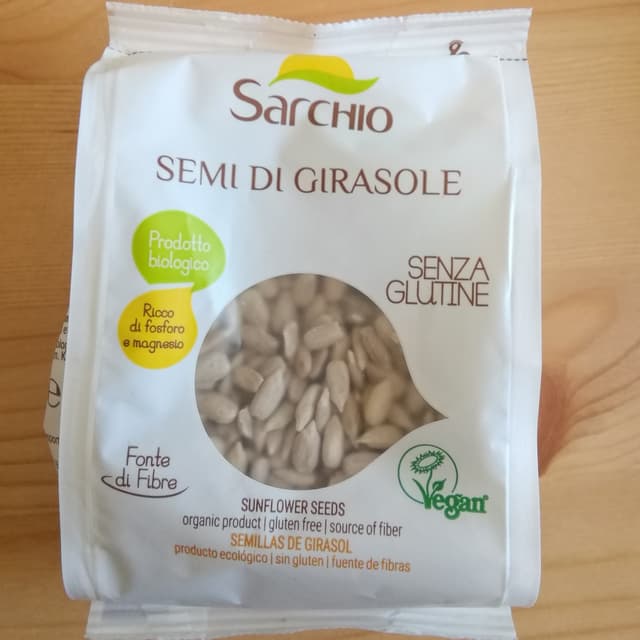 Sarchio
SEMI DI GIRASOLE
Prodotto
biologico
SENZA
GLUTINE
Ricco
di fosforo
e magnesio
Fonte
di Fibre
Vegan
SUNFLOWER SEEDS
organic product | gluten free | source of fiber
SEMILLAS DE GIRASOL
producto ecológico | sin gluten | fuente de fibras